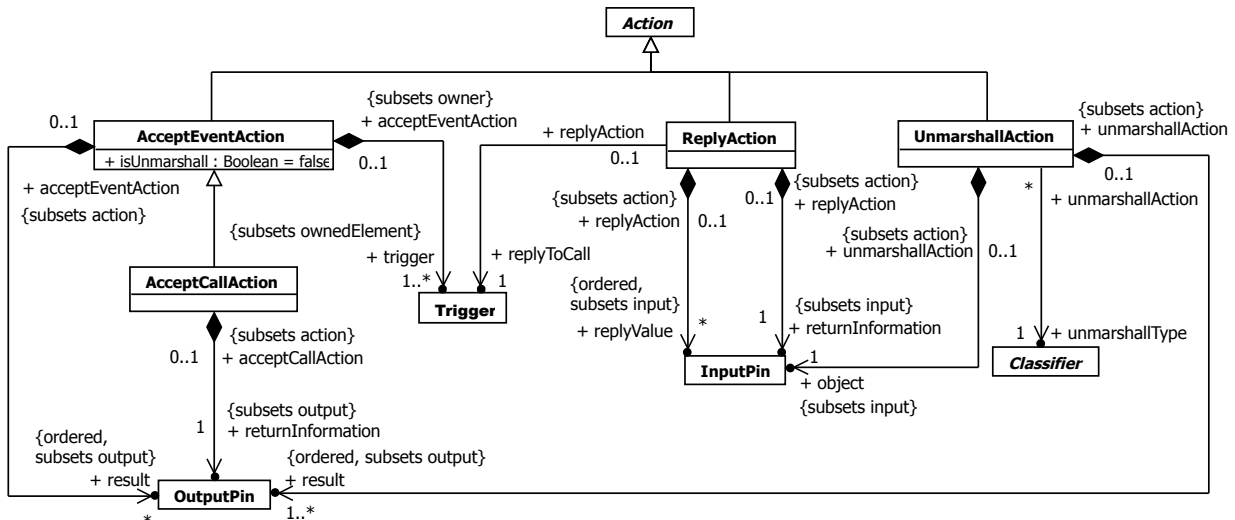 Action
{subsets owner}
+ acceptEventAction
0..1
0..1
AcceptEventAction
+ isUnmarshall : Boolean = false
+ acceptEventAction
{subsets action}
+ replyAction
0..1
ReplyAction
UnmarshallAction
{subsets action}
+ unmarshallAction
0..1
*
+ unmarshallAction
{subsets action}
+ replyAction
0..1
0..1
{subsets action}
+ replyAction
{subsets action}
+ unmarshallAction
0..1
{subsets ownedElement}
+ trigger
1..*
+ replyToCall
1
AcceptCallAction
Trigger
{ordered,
subsets input}
+ replyValue
*
{subsets input}
+ returnInformation
1
1
+ unmarshallType
Classifier
{subsets action}
+ acceptCallAction
0..1
InputPin
1
+ object
{subsets input}
{subsets output}
+ returnInformation
1
{ordered,
subsets output}
+ result
*
{ordered, subsets output}
+ result
1..*
OutputPin